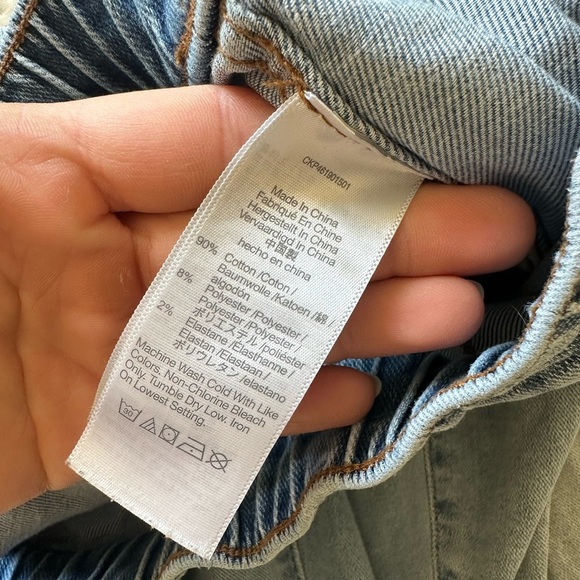 CKP461901501
Made In China
Fabriqué En Chine
Hergestellt In China
Vervaardigd In China
中国製
hecho en china
90% Cotton /Coton /
Baumwolle /Katoen /綿 /
algodón
8% Polyester /Polyester /
Polyester /Polyester /
ポリエステル /poliéster
2% Elastane /Élasthanne /
Elastan /Elastaan /
ポリウレタン /elastano
Machine Wash Cold With Like
Colors. Non-Chlorine Bleach
Only. Tumble Dry Low. Iron
On Lowest Setting.
30